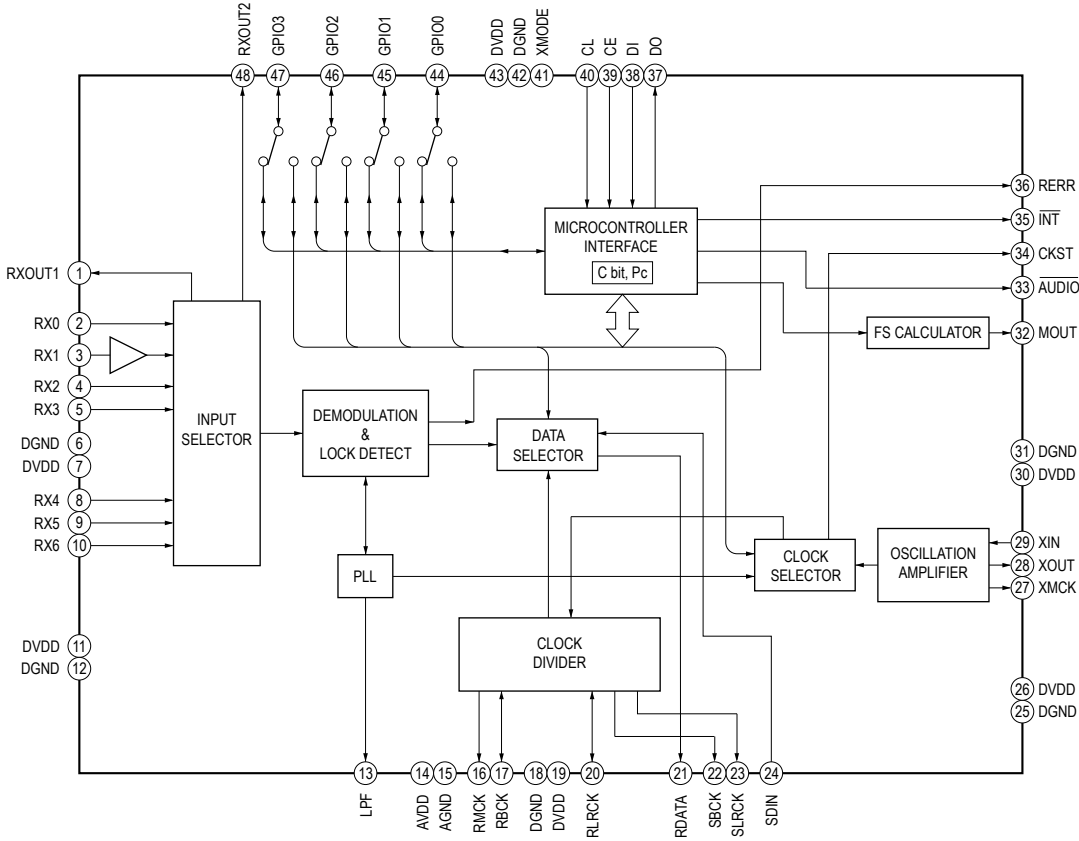 RXOUT2
GPIO3
GPIO2
GPIO1
GPIO0
DVDD
DGND
XMODE
CL
CE
DI
DO
48
47
46
45
44
43
42
41
40
39
38
37
36 RERR
35 INT
34 CKST
33 AUDIO
32 MOUT
MICROCONTROLLER
INTERFACE
C bit, Pc
FS CALCULATOR
RXOUT1 1
RX0 2
RX1 3
RX2 4
RX3 5
DGND 6
DVDD 7
RX4 8
RX5 9
RX6 10
DVDD 11
DGND 12
INPUT
SELECTOR
DEMODULATION
&
LOCK DETECT
DATA
SELECTOR
31 DGND
30 DVDD
PLL
CLOCK
SELECTOR
OSCILLATION
AMPLIFIER
29 XIN
28 XOUT
27 XMCK
CLOCK
DIVIDER
26 DVDD
25 DGND
13
14
15
16
17
18
19
20
21
22
23
24
LPF
AVDD
AGND
RMCK
RBCK
DGND
DVDD
RLRCK
RDATA
SBCK
SLRCK
SDIN